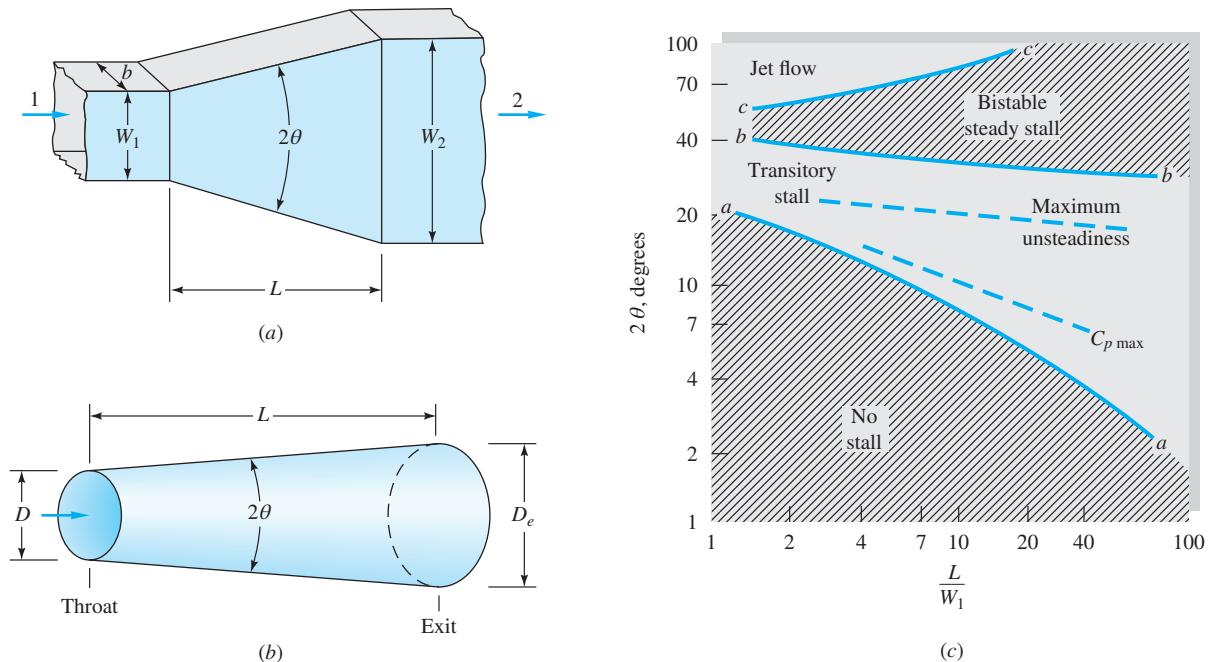 b
1
W1
2θ
W2
2
L
(a)
L
D
2θ
De
Throat
Exit
(b)
100
70
40
20
10
7
4
2
1
2 θ, degrees
Jet flow
c
c
Bistable
steady stall
b
b
Transitory
stall
a
Maximum
unsteadiness
Cp max
No
stall
a
1
2
4
7
10
20
40
100
L
W1
(c)